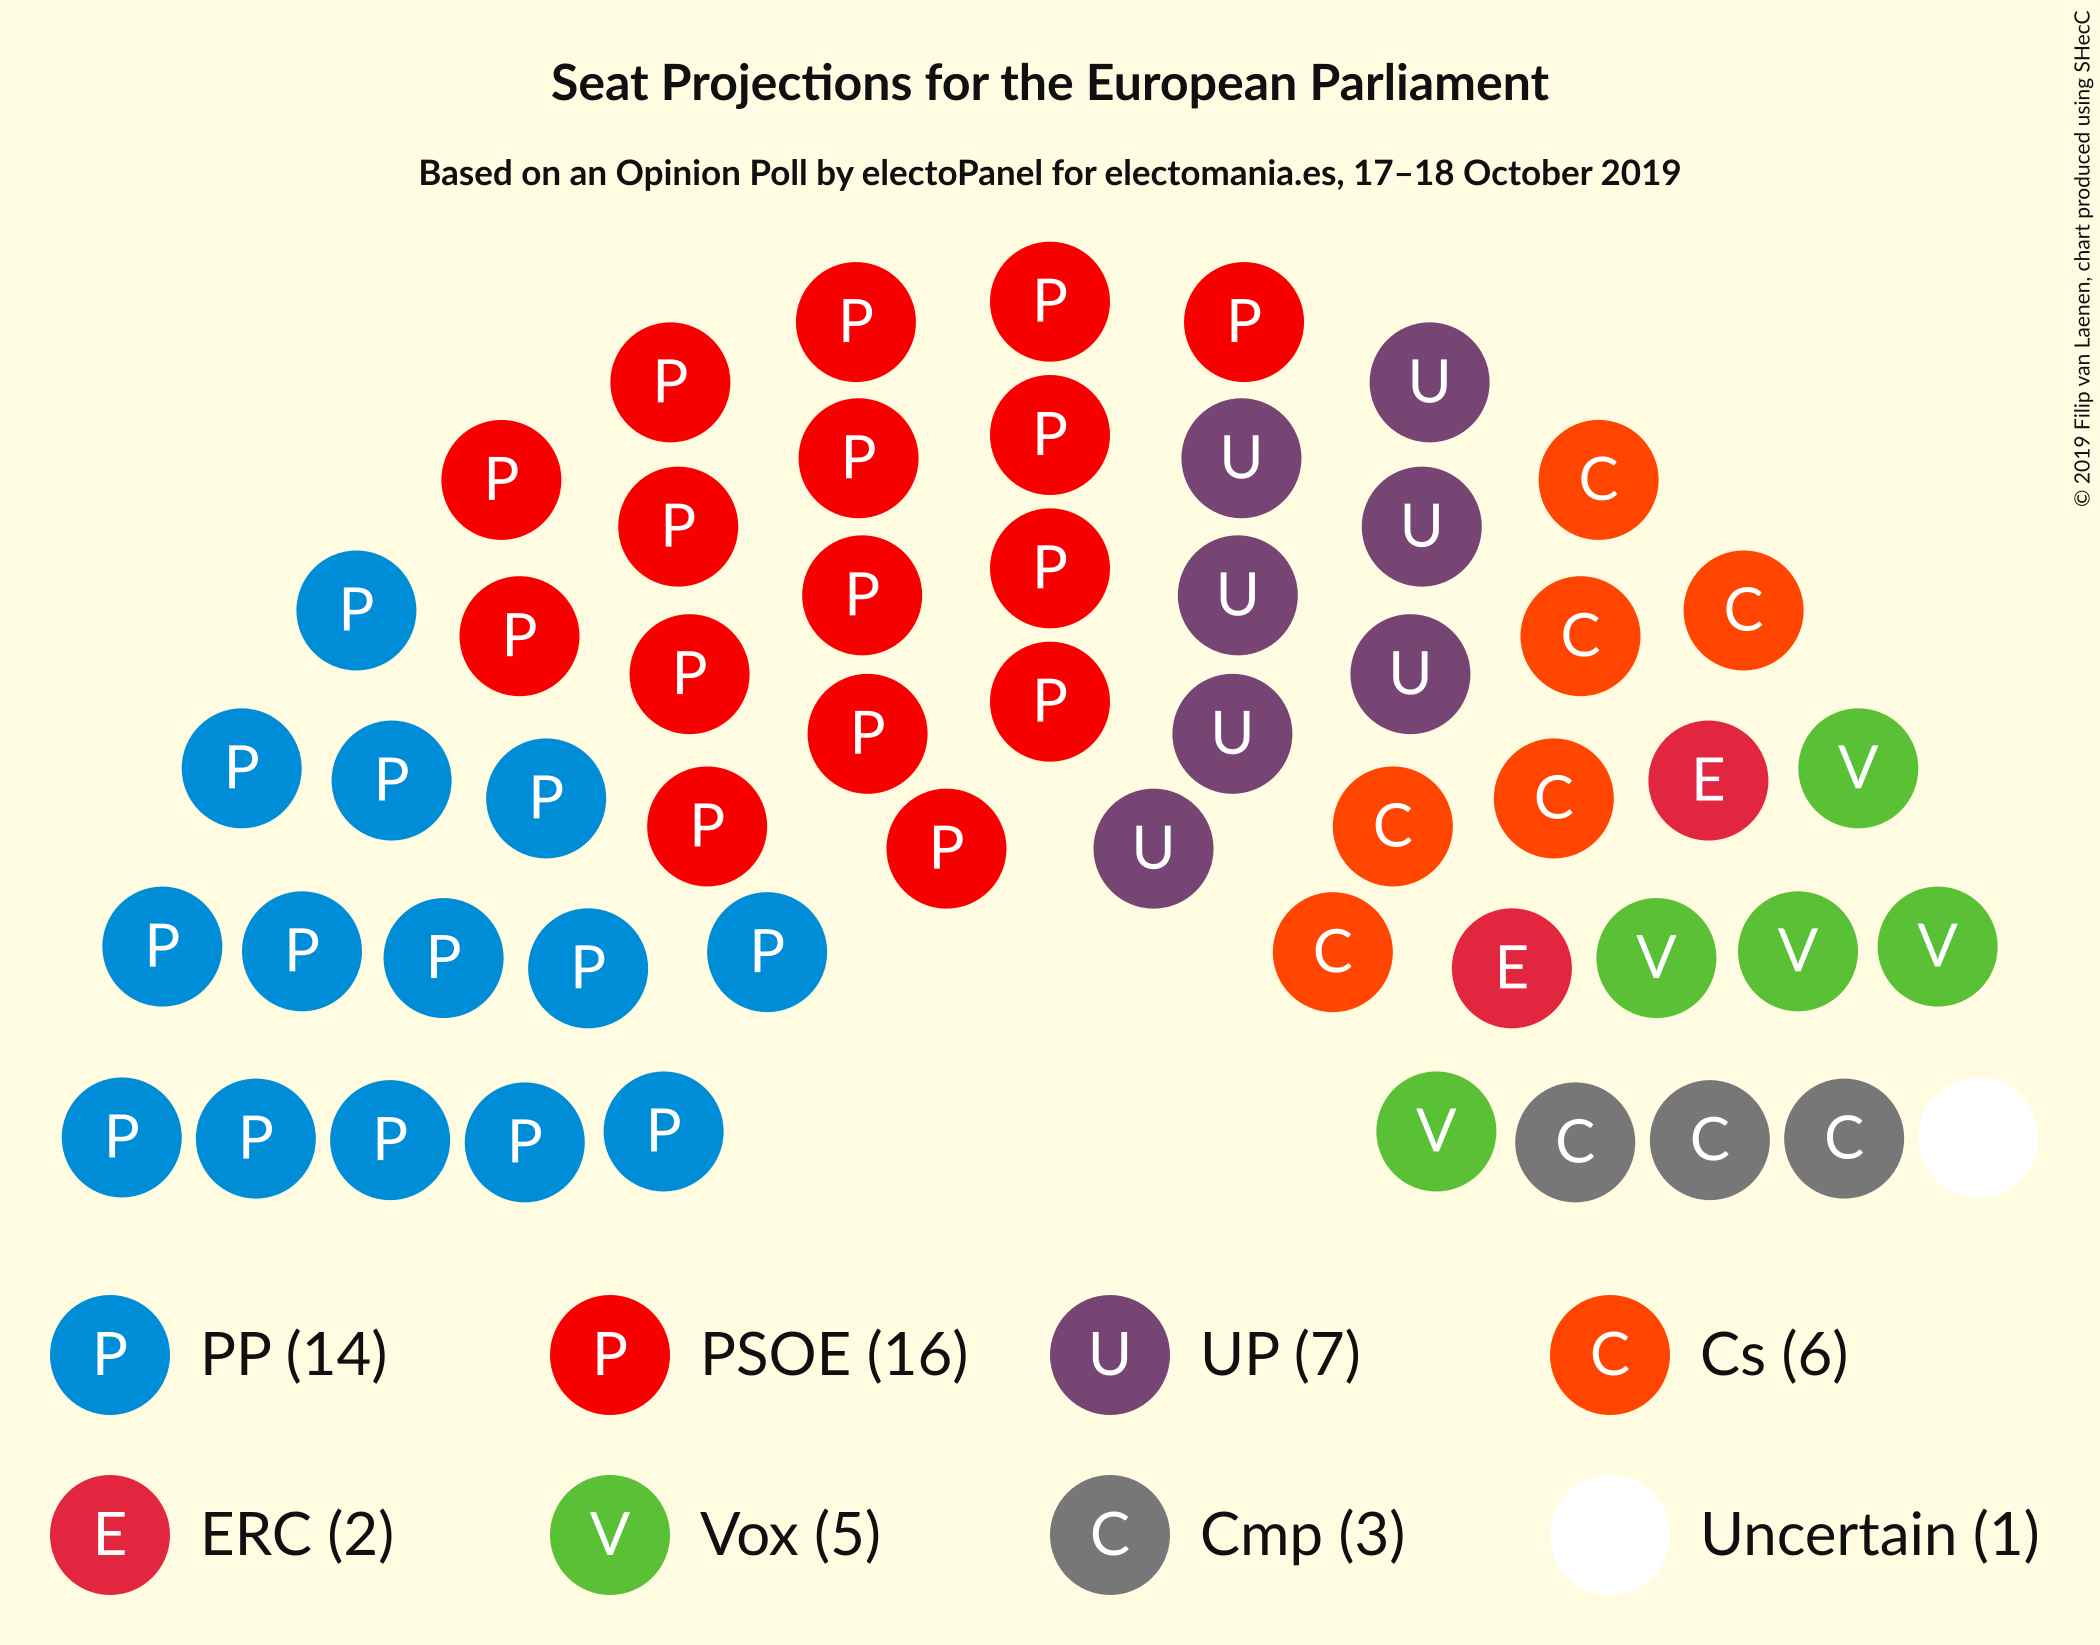 Seat Projections for the European Parliament
Based on an Opinion Poll by electoPanel for electomania.es, 17–18 October 2019
© 2019 Filip van Laenen, chart produced using SHecC
P P P
P U
P P P U C
P U
P P P C C
P P U
P P U
P P P C E V
P C
P U
P P P P P C E V V V
P P P P P V C C C
P PP (14) P PSOE (16) U UP (7) C Cs (6)
E ERC (2) V Vox (5) C Cmp (3) Uncertain (1)